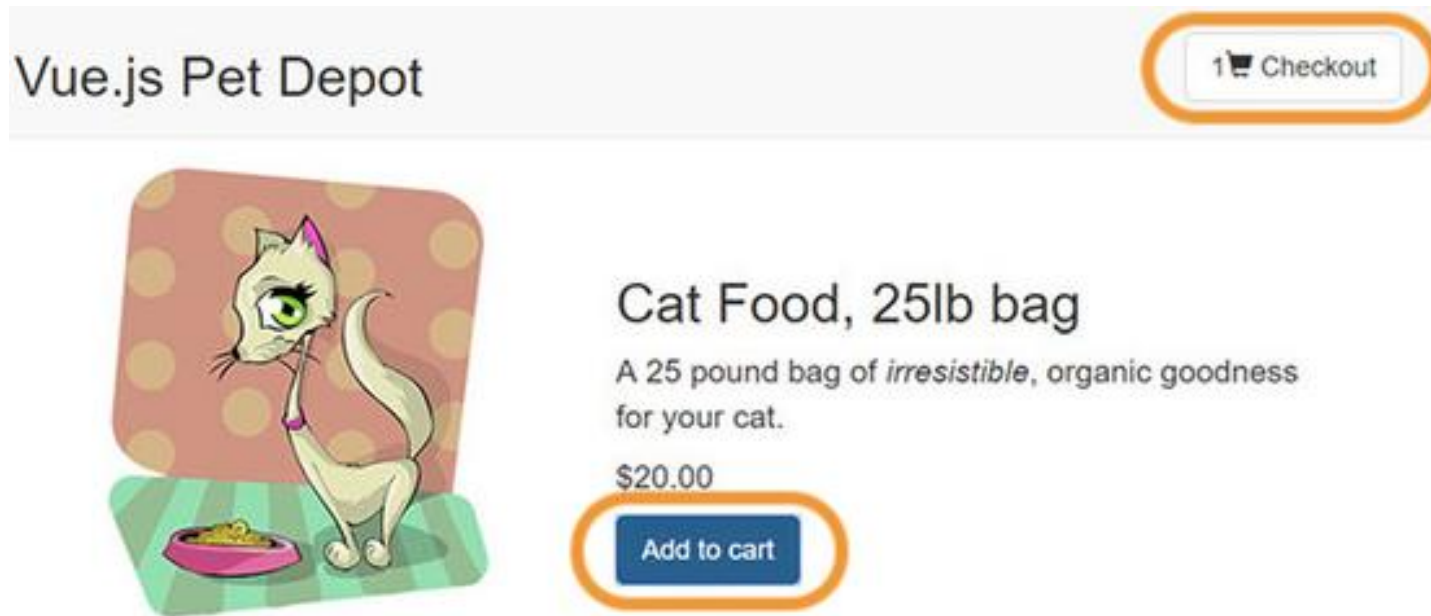 Vue.js Pet Depot
1 Checkout
Cat Food, 25lb bag
A 25 pound bag of irresistible, organic goodness
for your cat.
$20.00
Add to cart